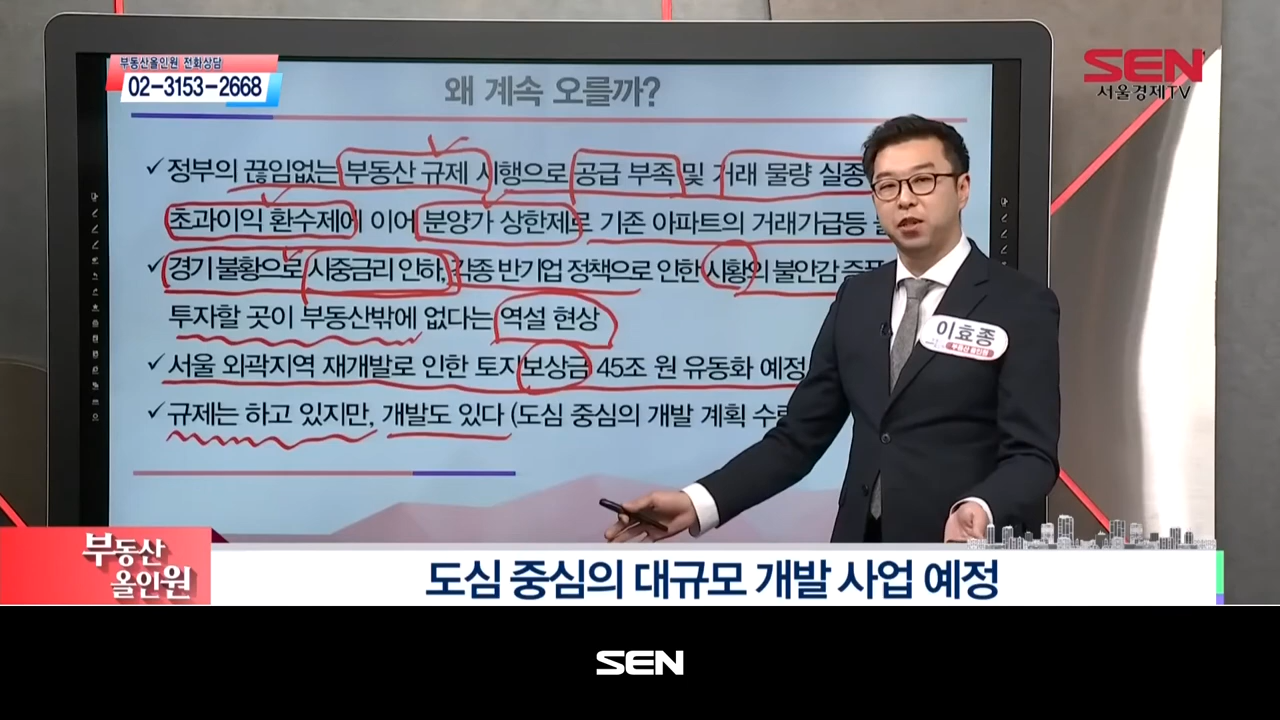 부동산올인원 전화상담
02-3153-2668
SEN
서울경제TV
왜 계속 오를까?
✓ 정부의 끊임없는 부동산 규제 시행으로 공급 부족 및 거래 물량 실종
초과이익 환수제에 이어 분양가 상한제로 기존 아파트의 거래가급등
✓ 경기 불황으로 시중금리 인하, 각종 반기업 정책으로 인한 시황의 불안감
투자할 곳이 부동산밖에 없다는 역설 현상
✓ 서울 외곽지역 재개발로 인한 토지보상금 45조 원 유동화 예정
✓ 규제는 하고 있지만, 개발도 있다 (도심 중심의 개발 계획
이효종
부동산 올인원
부동산
올인원
도심 중심의 대규모 개발 사업 예정
SEN